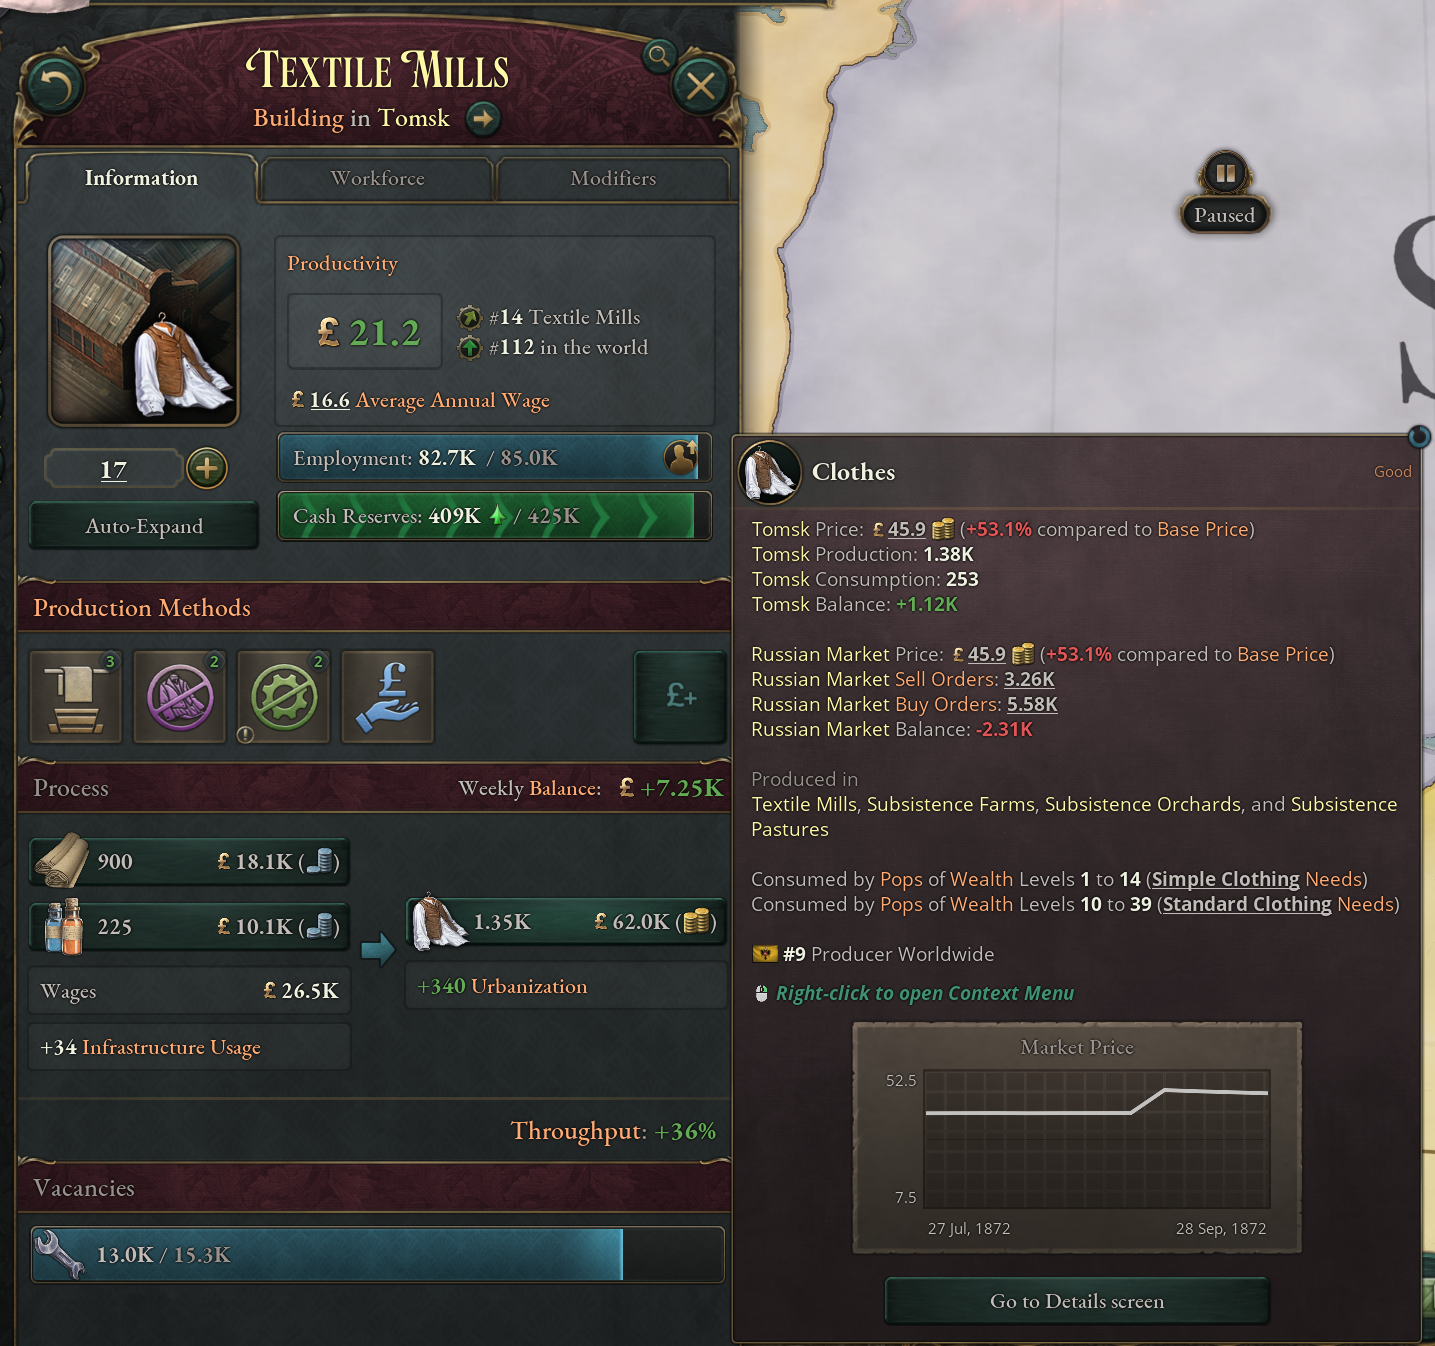 Textile Mills
Building in Tomsk
Information
Workforce
Modifiers
Productivity
£ 21.2
#14 Textile Mills
#112 in the world
£ 16.6 Average Annual Wage
17
Auto-Expand
Employment: 82.7K / 85.0K
Cash Reserves: 409K / 425K
Production Methods
3
2
2
£
£+
Process
Weekly Balance: £ +7.25K
900 £ 18.1K ( )
225 £ 10.1K ( )
Wages £ 26.5K
+34 Infrastructure Usage
1.35K £ 62.0K ( )
+340 Urbanization
Throughput: +36%
Vacancies
13.0K / 15.3K
Paused
S
Clothes
Good
Tomsk Price: £ 45.9 (+53.1% compared to Base Price)
Tomsk Production: 1.38K
Tomsk Consumption: 253
Tomsk Balance: +1.12K
Russian Market Price: £ 45.9 (+53.1% compared to Base Price)
Russian Market Sell Orders: 3.26K
Russian Market Buy Orders: 5.58K
Russian Market Balance: -2.31K
Produced in
Textile Mills, Subsistence Farms, Subsistence Orchards, and Subsistence
Pastures
Consumed by Pops of Wealth Levels 1 to 14 (Simple Clothing Needs)
Consumed by Pops of Wealth Levels 10 to 39 (Standard Clothing Needs)
#9 Producer Worldwide
Right-click to open Context Menu
Market Price
52.5
7.5
27 Jul, 1872
28 Sep, 1872
Go to Details screen